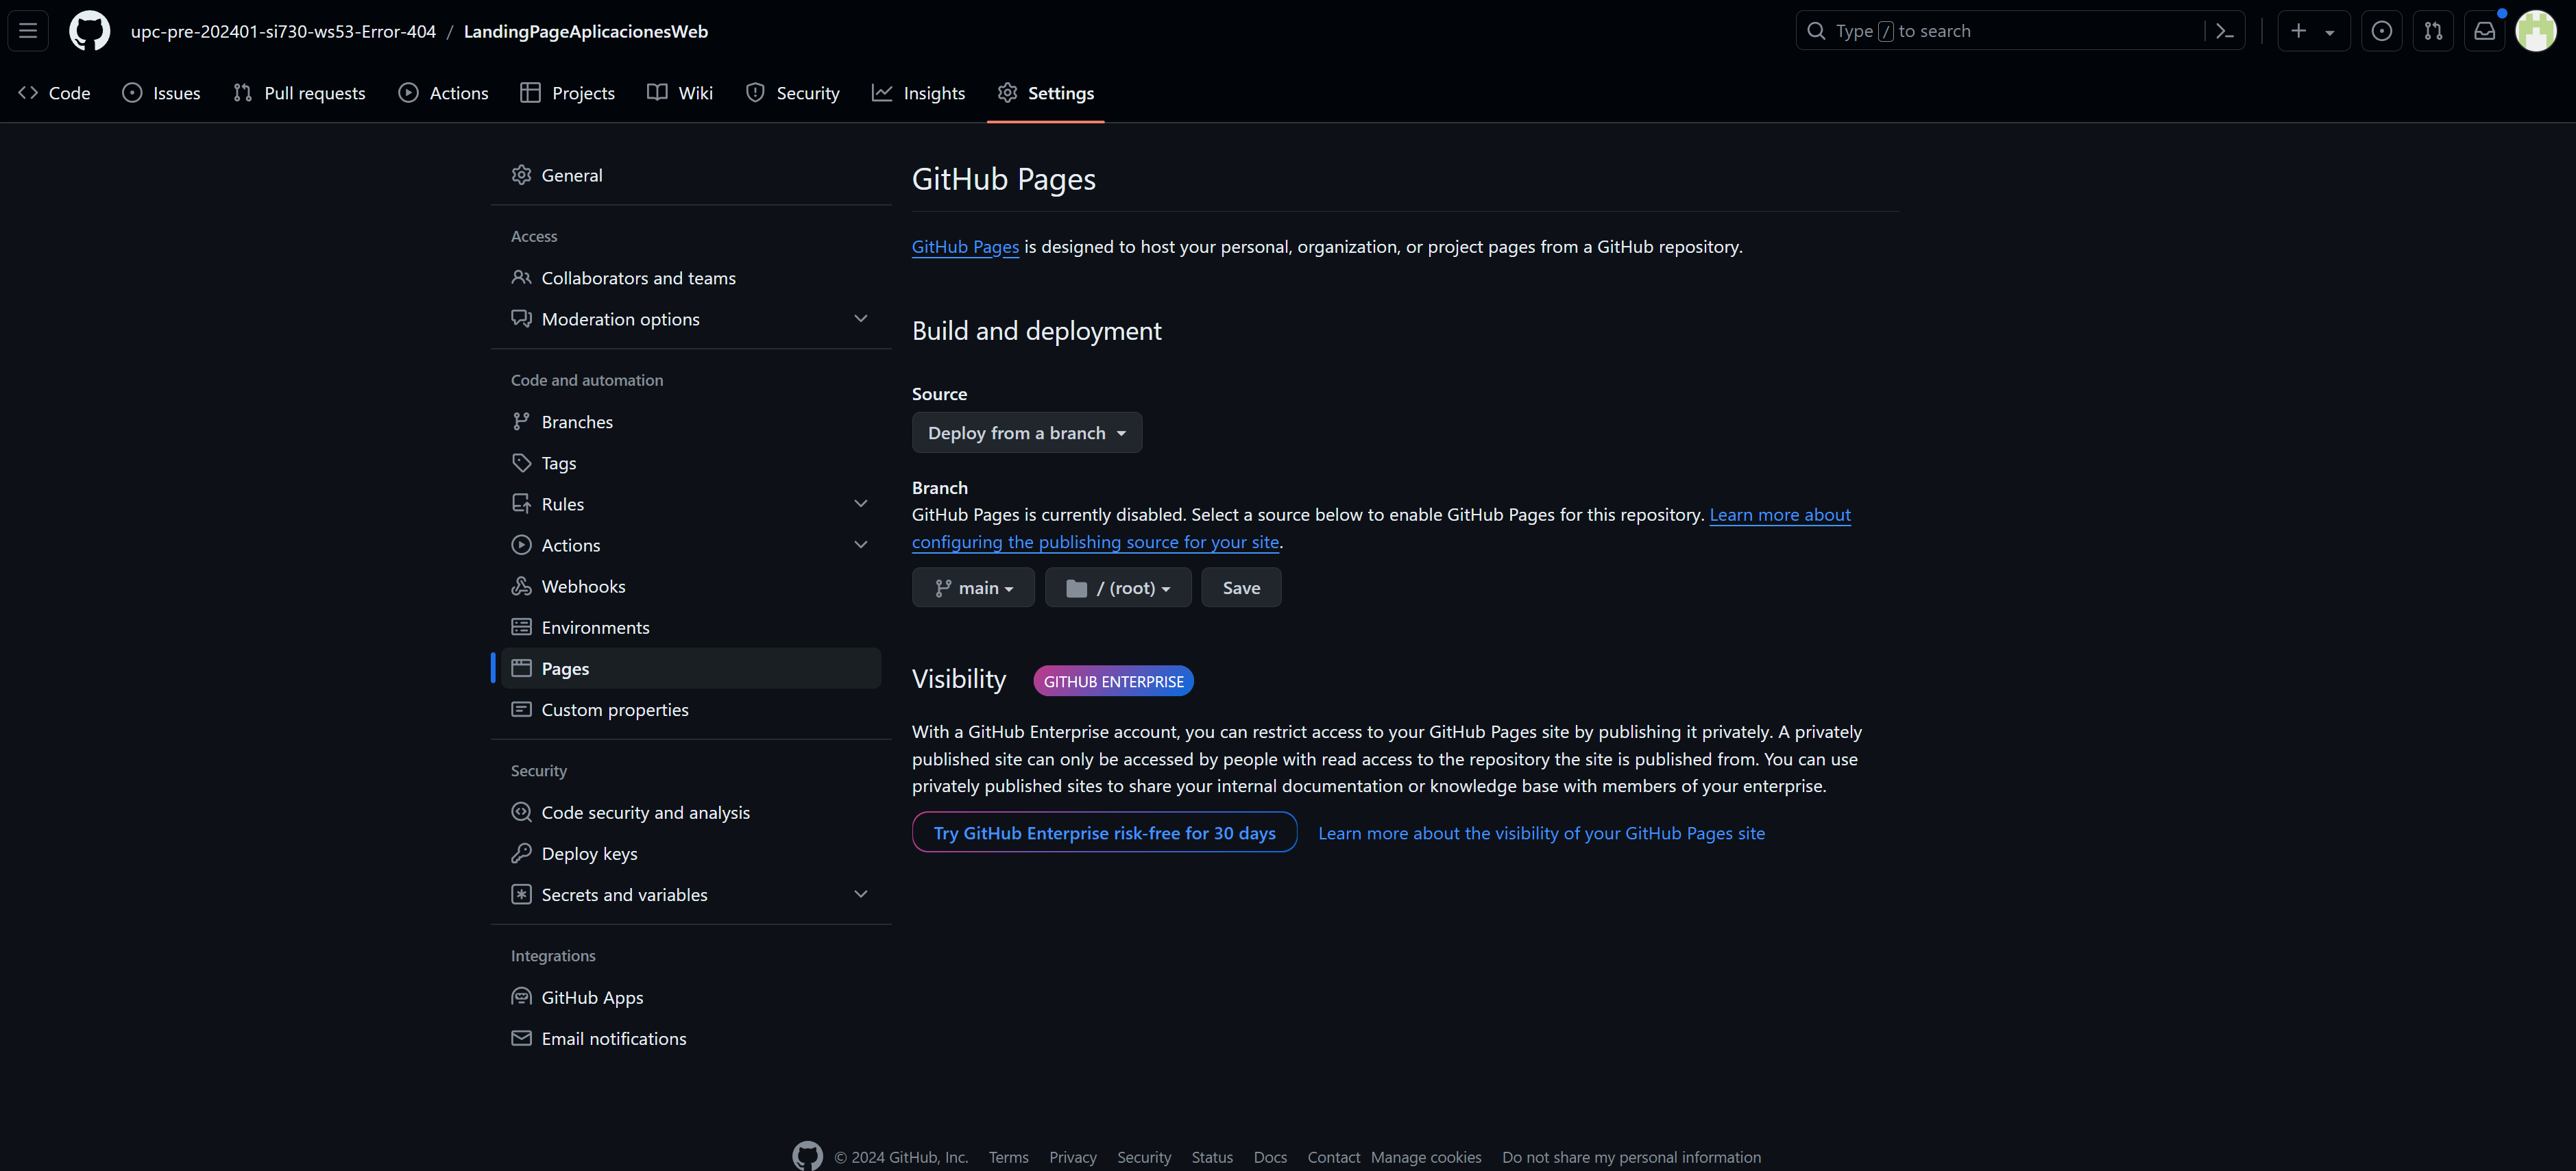 upc-pre-202401-si730-ws53-Error-404 / LandingPageAplicacionesWeb
Type / to search
Code Issues Pull requests Actions Projects Wiki Security Insights Settings
General
Access
Collaborators and teams
Moderation options
Code and automation
Branches
Tags
Rules
Actions
Webhooks
Environments
Pages
Custom properties
Security
Code security and analysis
Deploy keys
Secrets and variables
Integrations
GitHub Apps
Email notifications
GitHub Pages
GitHub Pages is designed to host your personal, organization, or project pages from a GitHub repository.
Build and deployment
Source
Deploy from a branch
Branch
GitHub Pages is currently disabled. Select a source below to enable GitHub Pages for this repository. Learn more about
configuring the publishing source for your site.
main / (root) Save
Visibility GITHUB ENTERPRISE
With a GitHub Enterprise account, you can restrict access to your GitHub Pages site by publishing it privately. A privately
published site can only be accessed by people with read access to the repository the site is published from. You can use
privately published sites to share your internal documentation or knowledge base with members of your enterprise.
Try GitHub Enterprise risk-free for 30 days Learn more about the visibility of your GitHub Pages site
© 2024 GitHub, Inc. Terms Privacy Security Status Docs Contact Manage cookies Do not share my personal information